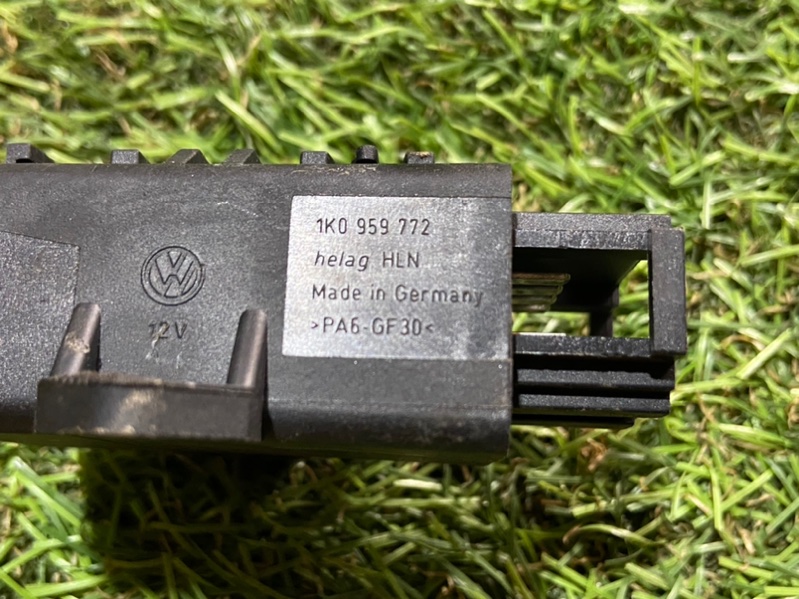 1K0 959 772
helag HLN
Made in Germany
>PA6-GF30<
VW
12V